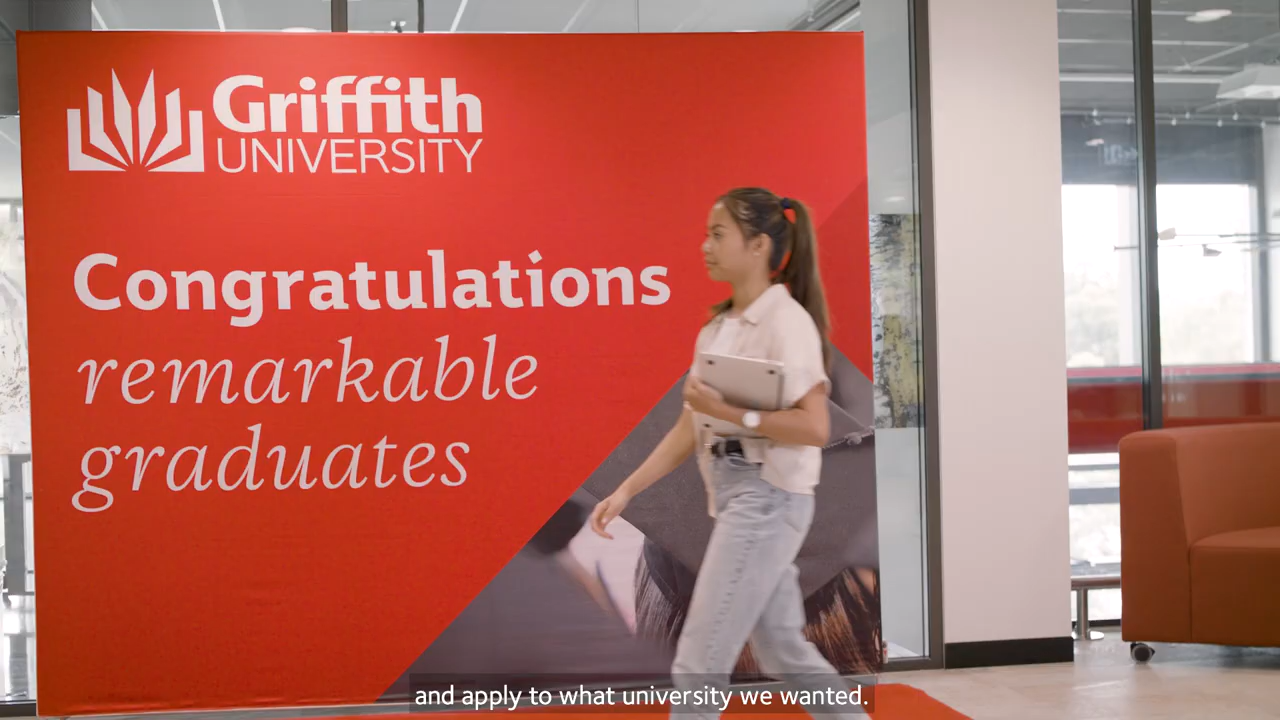 Griffith
UNIVERSITY
Congratulations
remarkable
graduates
and apply to what university we wanted.